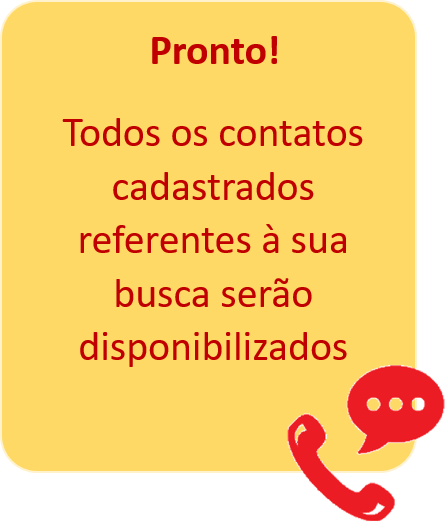 Pronto!
Todos os contatos
cadastrados
referentes à sua
busca serão
disponibilizados